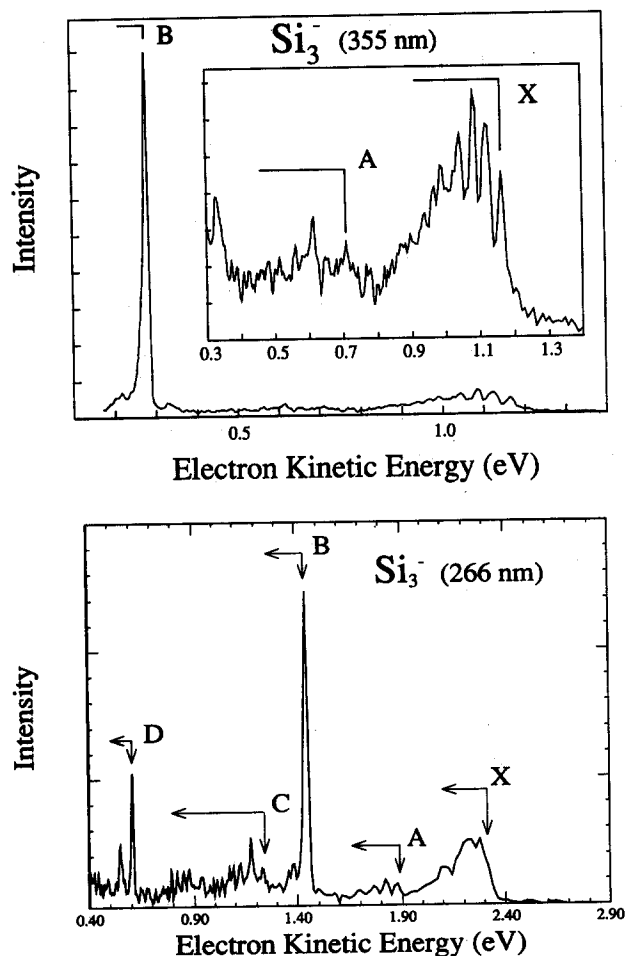 B
Si₃⁻ (355 nm)
X
A
Intensity
0.3 0.5 0.7 0.9 1.1 1.3
0.5 1.0
Electron Kinetic Energy (eV)
B
Si₃⁻ (266 nm)
D
C
X
A
Intensity
0.40 0.90 1.40 1.90 2.40 2.90
Electron Kinetic Energy (eV)